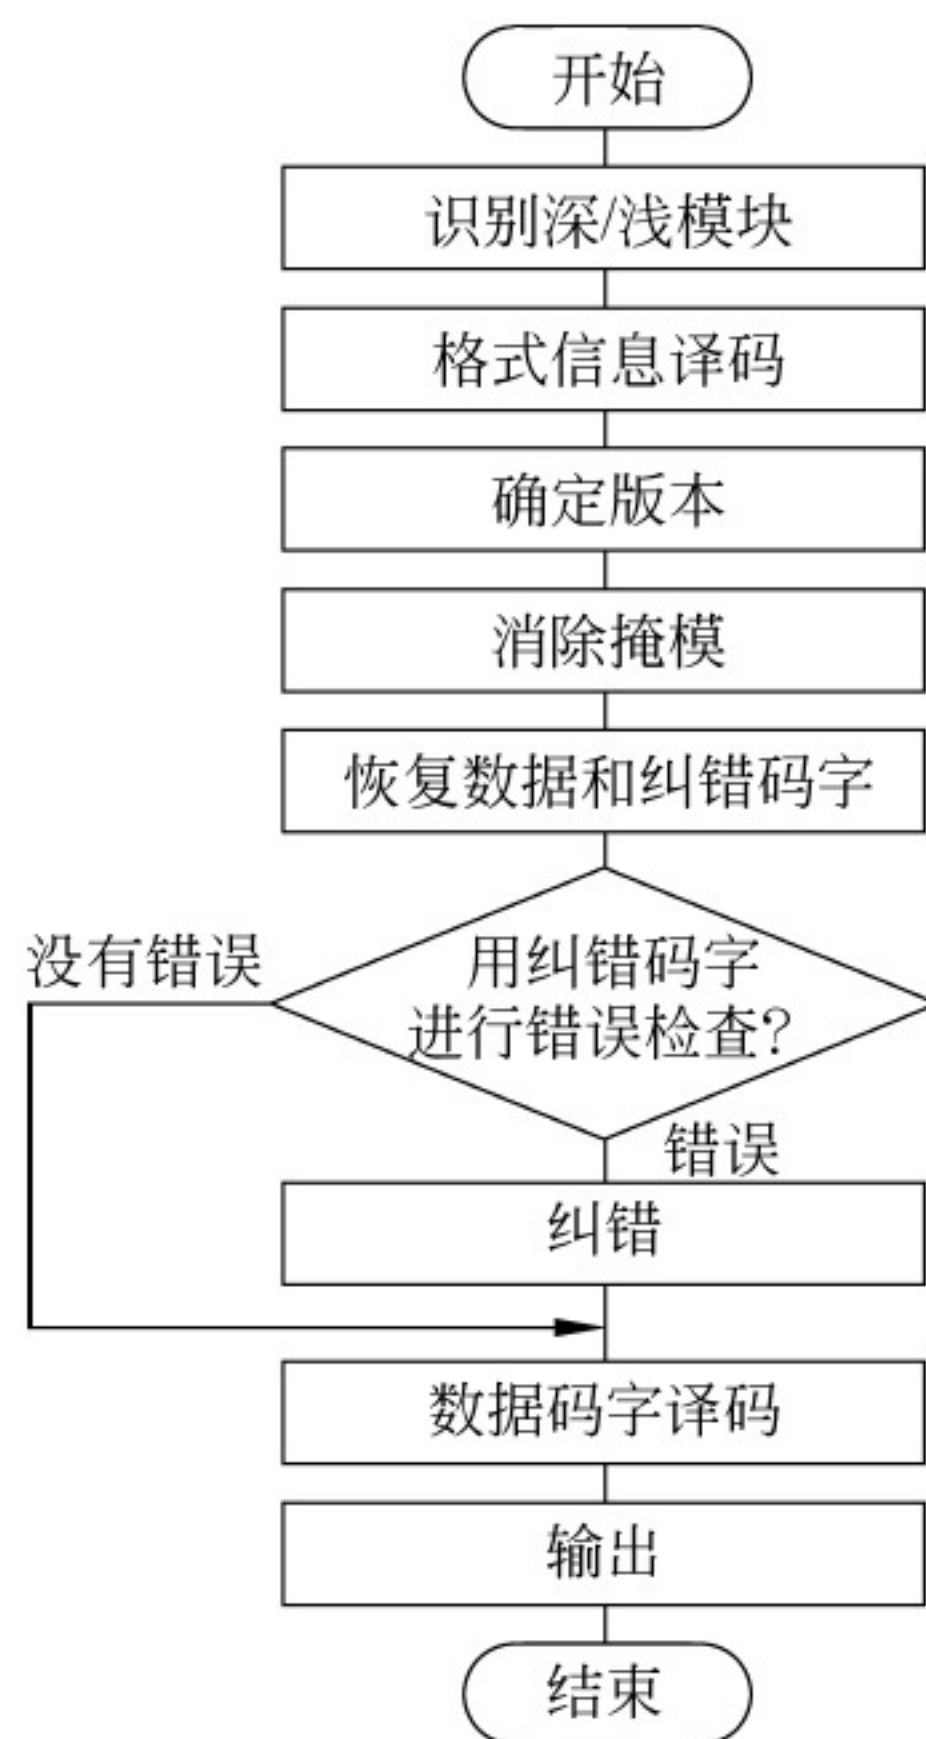 开始
识别深/浅模块
格式信息译码
确定版本
消除掩模
恢复数据和纠错码字
没有错误
用纠错码字
进行错误检查?
错误
纠错
数据码字译码
输出
结束